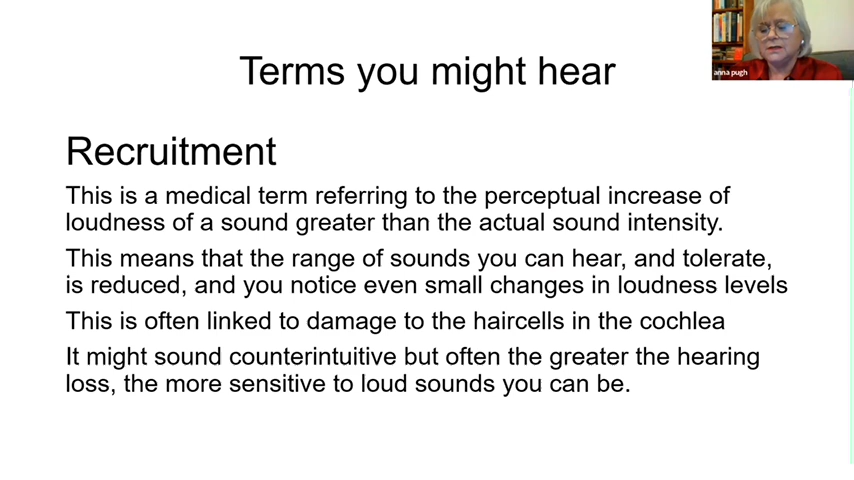 Terms you might hear
anna pugh
Recruitment
This is a medical term referring to the perceptual increase of
loudness of a sound greater than the actual sound intensity.
This means that the range of sounds you can hear, and tolerate,
is reduced, and you notice even small changes in loudness levels
This is often linked to damage to the haircells in the cochlea
It might sound counterintuitive but often the greater the hearing
loss, the more sensitive to loud sounds you can be.